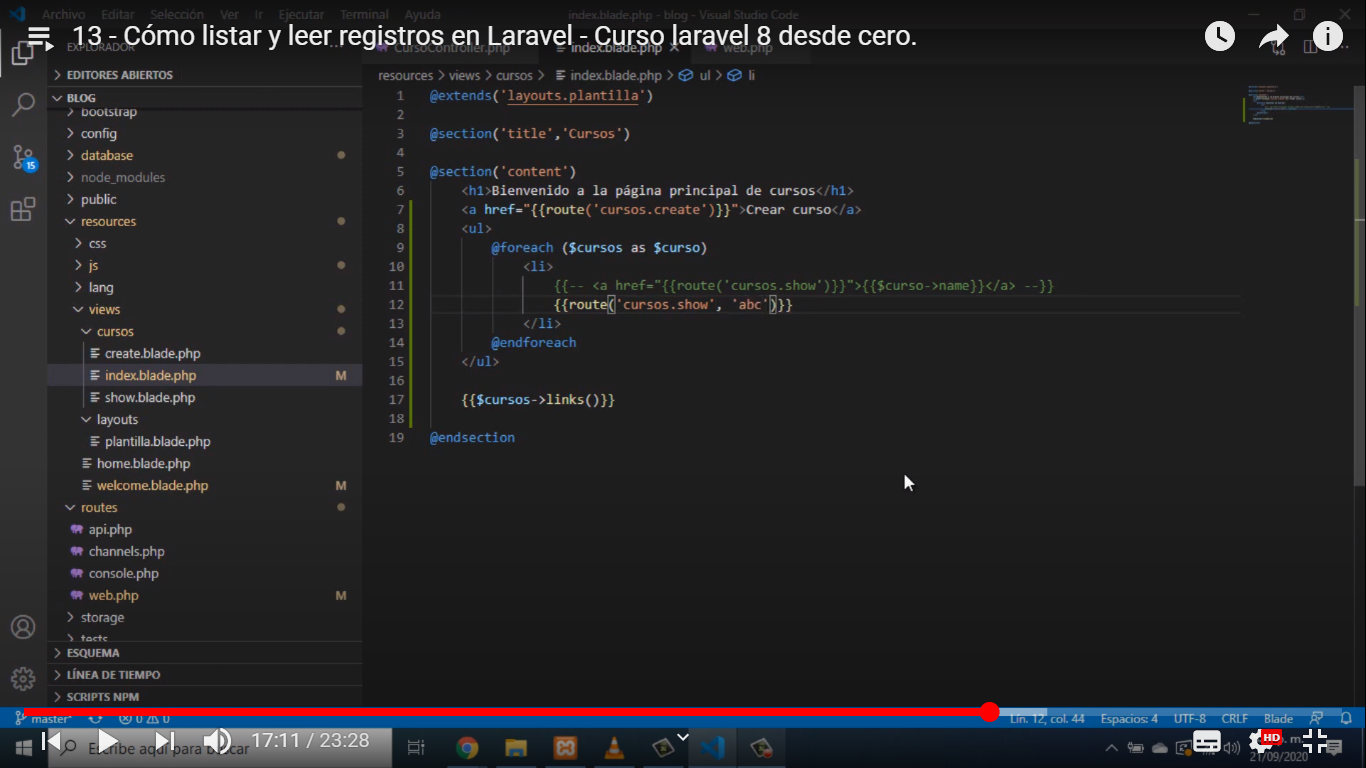 Archivo Editar Selección Ver Ir Ejecutar Terminal Ayuda index.blade.php - blog - Visual Studio Code
13 - Cómo listar y leer registros en Laravel - Curso laravel 8 desde cero.
EXPLORADOR
CursoController.php index.blade.php web.php
EDITORES ABIERTOS
resources > views > cursos > index.blade.php > ul > li
BLOG
bootstrap
config
database
node_modules
public
resources
css
js
lang
views
cursos
create.blade.php
index.blade.php M
show.blade.php
layouts
plantilla.blade.php
home.blade.php
welcome.blade.php M
routes
api.php
channels.php
console.php
web.php M
storage
tests
ESQUEMA
LÍNEA DE TIEMPO
SCRIPTS NPM
15
1 @extends('layouts.plantilla')
2
3 @section('title','Cursos')
4
5 @section('content')
6 <h1>Bienvenido a la página principal de cursos</h1>
7 <a href="{{route('cursos.create')}}">Crear curso</a>
8 <ul>
9 @foreach ($cursos as $curso)
10 <li>
11 {{-- <a href="{{route('cursos.show')}}">{{$curso->name}}</a> --}}
12 {{route('cursos.show', 'abc')}}
13 </li>
14 @endforeach
15 </ul>
16
17 {{$cursos->links()}}
18
19 @endsection
master* 0 0 Lín. 12, col. 44 Espacios: 4 UTF-8 CRLF Blade
Escribe aquí para buscar
17:11 / 23:28
HD
21/09/2020